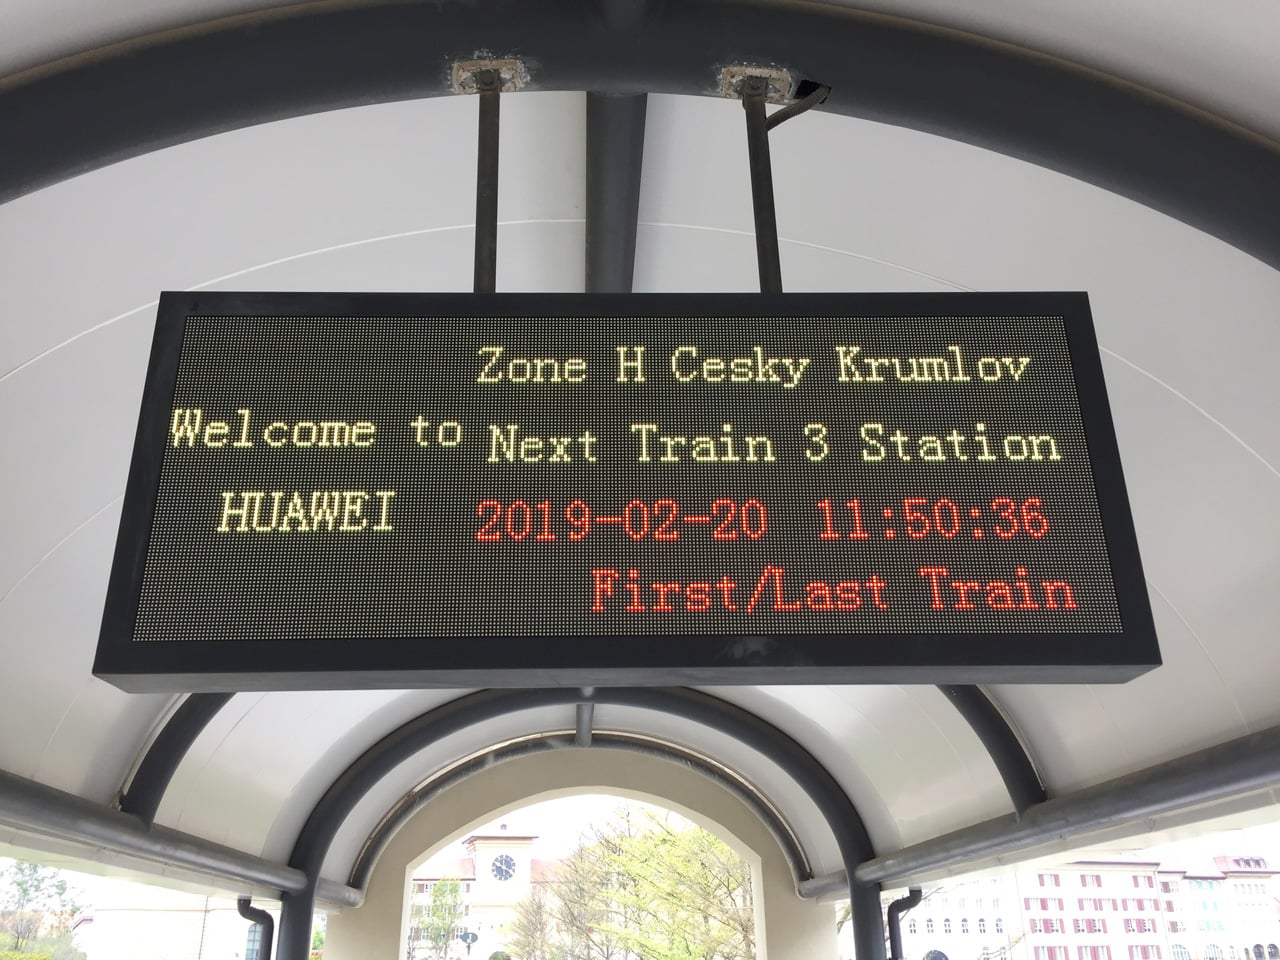 Welcome to
HUAWEI
Zone H Cesky Krumlov
Next Train 3 Station
2019-02-20 11:50:36
First/Last Train